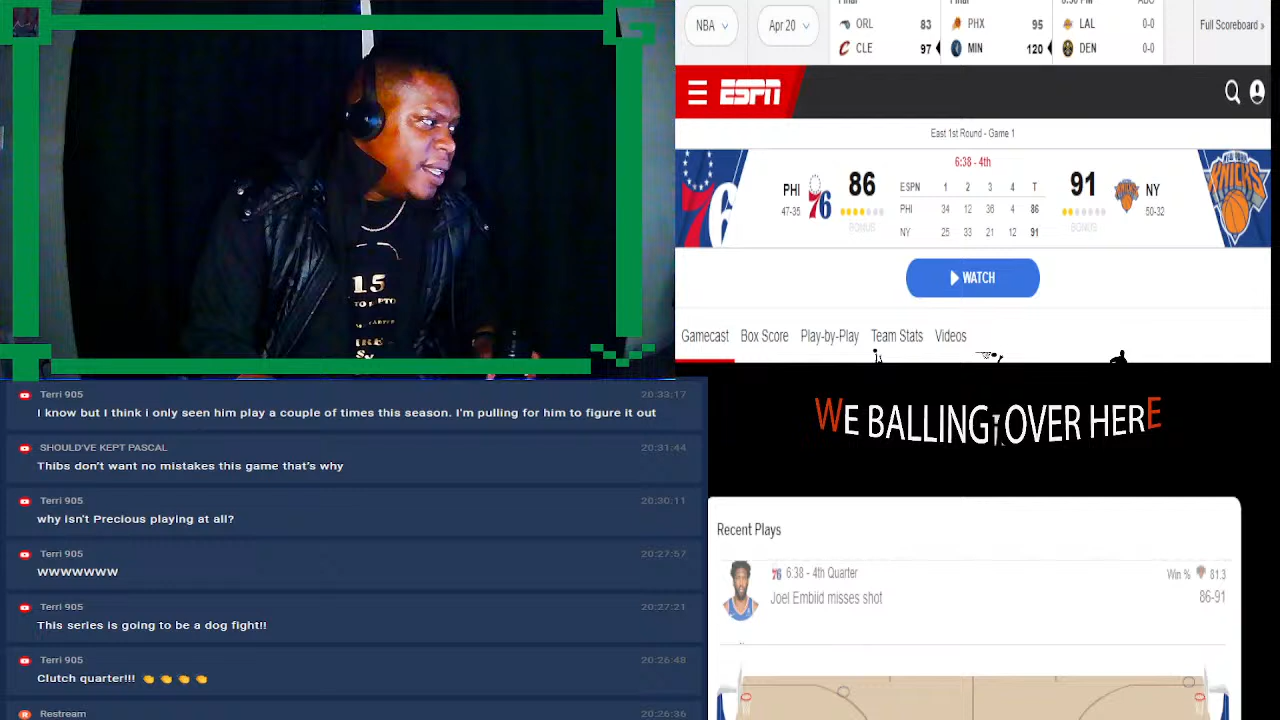 NBA
Apr 20
ORL 83
CLE 97
PHX 95
MIN 120
LAL 0-0
DEN 0-0
Full Scoreboard »
ESPN
East 1st Round - Game 1
6:38 - 4th
PHI 86
47-35
BONUS
ESPN 1 2 3 4 T
PHI 34 12 36 4 86
NY 25 33 21 12 91
91 NY
50-32
BONUS
KNICKS
WATCH
Gamecast Box Score Play-by-Play Team Stats Videos
15
Terri 905 20:33:17
I know but I think i only seen him play a couple of times this season. I'm pulling for him to figure it out
SHOULD'VE KEPT PASCAL 20:31:44
Thibs don't want no mistakes this game that's why
Terri 905 20:30:11
why isn't Precious playing at all?
Terri 905 20:27:57
WWWWWWW
Terri 905 20:27:21
This series is going to be a dog fight!!
Terri 905 20:26:48
Clutch quarter!!! 👏 👏 👏 👏
Restream 20:26:36
WE BALLING OVER HERE
Recent Plays
6:38 - 4th Quarter
Joel Embiid misses shot
Win % 81.3
86-91